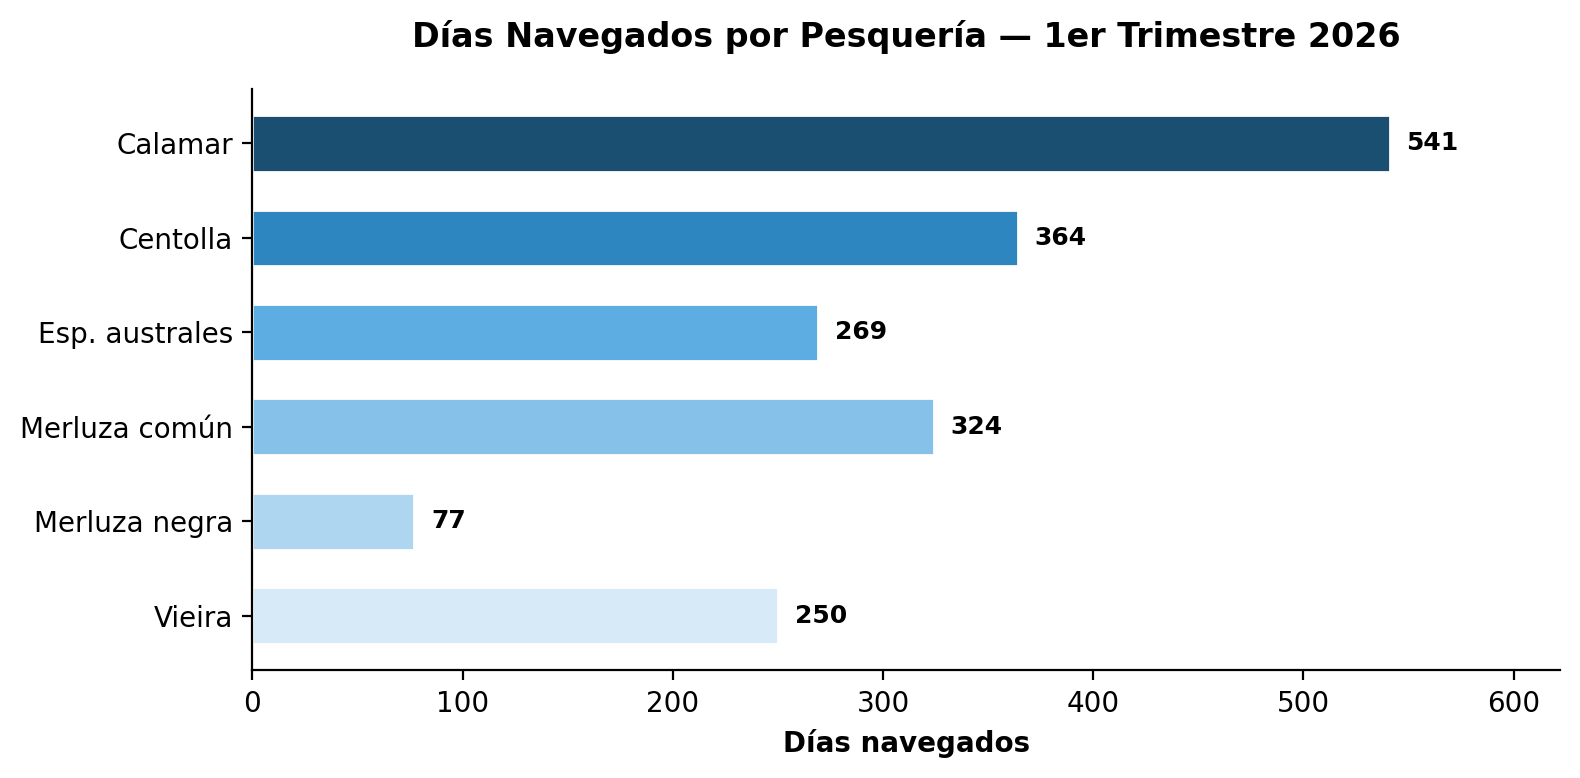 Días Navegados por Pesquería — 1er Trimestre 2026
Calamar 541
Centolla 364
Esp. australes 269
Merluza común 324
Merluza negra 77
Vieira 250
0 100 200 300 400 500 600
Días navegados